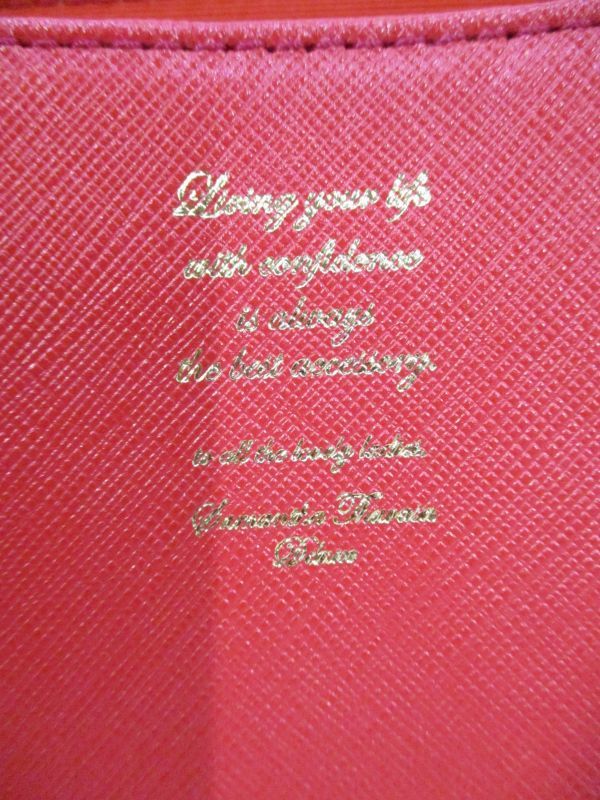 Living your life
with confidence
is always
the best accessory.
to all the lovely ladies,
Samantha Thavasa
Deluxe